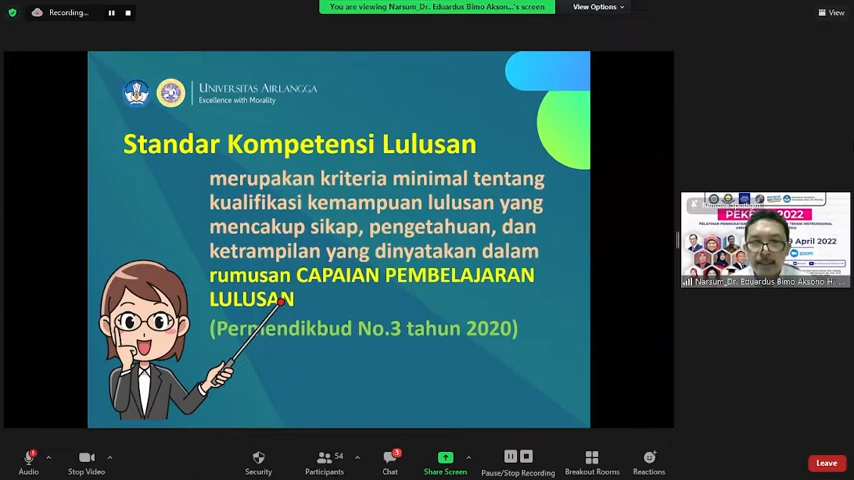 Recording...
You are viewing Narsum_Dr. Eduardus Bimo Akson...'s screen
View Options
View
UNIVERSITAS AIRLANGGA
Excellence with Morality
Standar Kompetensi Lulusan
merupakan kriteria minimal tentang
kualifikasi kemampuan lulusan yang
mencakup sikap, pengetahuan, dan
ketrampilan yang dinyatakan dalam
rumusan CAPAIAN PEMBELAJARAN
LULUSAN
(Permendikbud No.3 tahun 2020)
2022
April 2022
zoom
Narsum_Dr. Eduardus Bimo Aksono H. ...
Audio
Stop Video
Security
54
Participants
3
Chat
Share Screen
Pause/Stop Recording
Breakout Rooms
Reactions
Leave